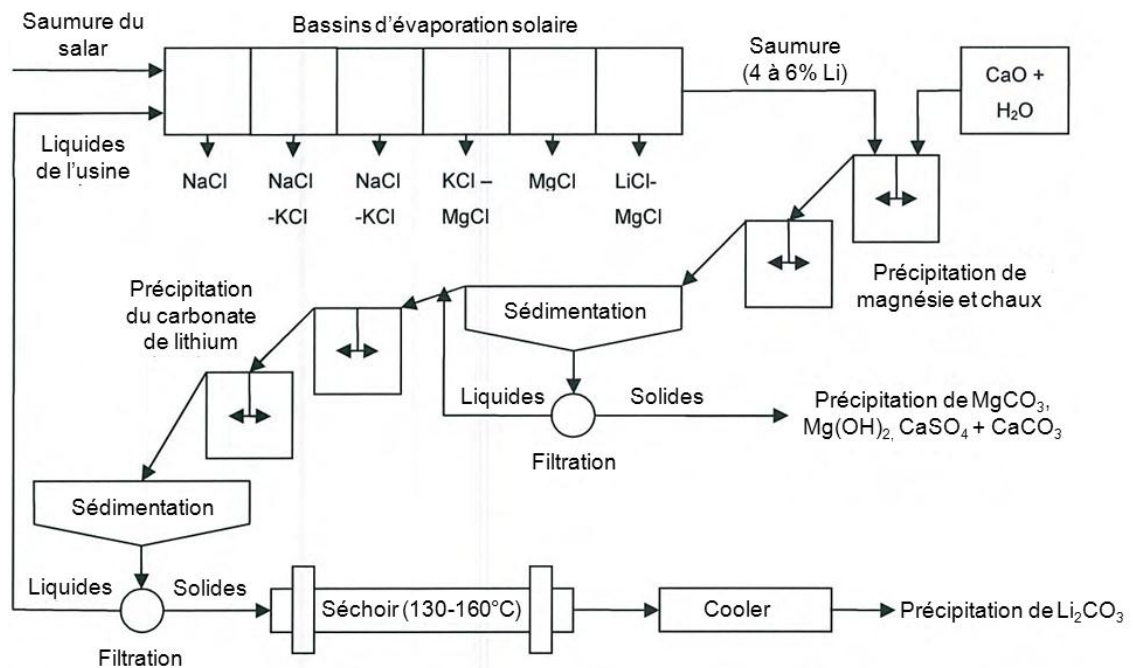 Saumure du
salar
Bassins d’évaporation solaire
Saumure
(4 à 6% Li)
CaO +
H₂O
Liquides
de l’usine
NaCl
NaCl
-KCl
NaCl
-KCl
KCl –
MgCl
MgCl
LiCl-
MgCl
Précipitation de
magnésie et chaux
Précipitation
du carbonate
de lithium
Sédimentation
Liquides
Solides
Filtration
Précipitation de MgCO₃,
Mg(OH)₂, CaSO₄ + CaCO₃
Sédimentation
Liquides
Solides
Filtration
Séchoir (130-160°C)
Cooler
Précipitation de Li₂CO₃